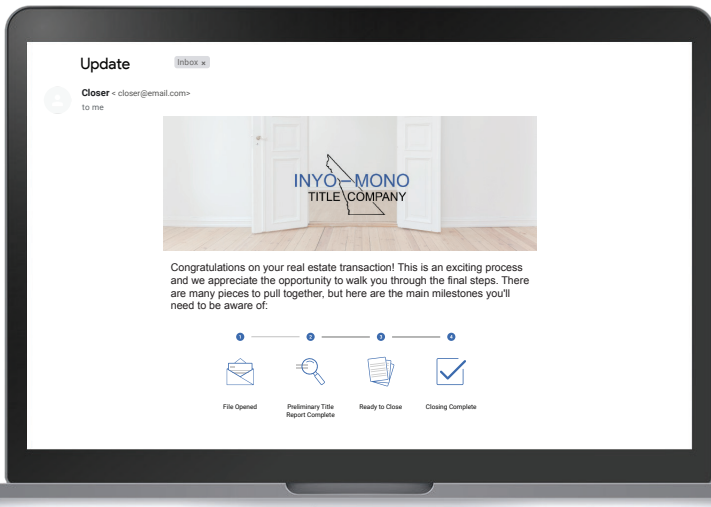 Update
Inbox x
Closer < closer@email.com>
to me
INYO-MONO
TITLE COMPANY
Congratulations on your real estate transaction! This is an exciting process
and we appreciate the opportunity to walk you through the final steps. There
are many pieces to pull together, but here are the main milestones you'll
need to be aware of:
1 2 3 4
File Opened
Preliminary Title
Report Complete
Ready to Close
Closing Complete